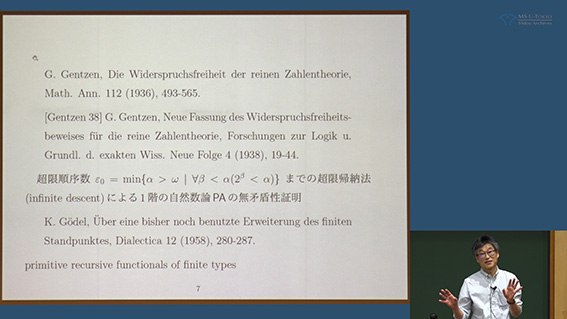 MS U-Tokyo
Video Archives
G. Gentzen, Die Widerspruchsfreiheit der reinen Zahlentheorie,
Math. Ann. 112 (1936), 493-565.
[Gentzen 38] G. Gentzen, Neue Fassung des Widerspruchsfreiheits-
beweises für die reine Zahlentheorie, Forschungen zur Logik u.
Grundl. d. exakten Wiss. Neue Folge 4 (1938), 19-44.
超限順序数 ε₀ = min{α > ω | ∀β < α(2^β < α)} までの超限帰納法
(infinite descent) による 1 階の自然数論 PA の無矛盾性証明
K. Gödel, Über eine bisher noch benutzte Erweiterung des finiten
Standpunktes, Dialectica 12 (1958), 280-287.
primitive recursive functionals of finite types
7